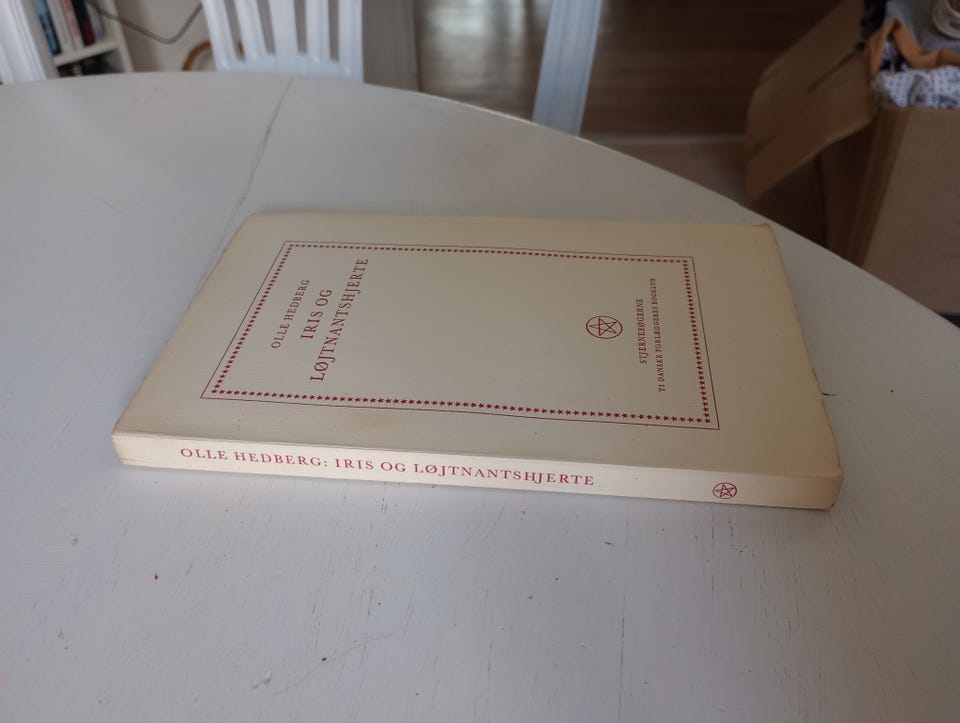 OLLE HEDBERG
IRIS OG
LØJTNANTSHJERTE
STJERNEBØGERNE
TI DANSKE FORLÆGGERES BOGKLUB
OLLE HEDBERG: IRIS OG LØJTNANTSHJERTE